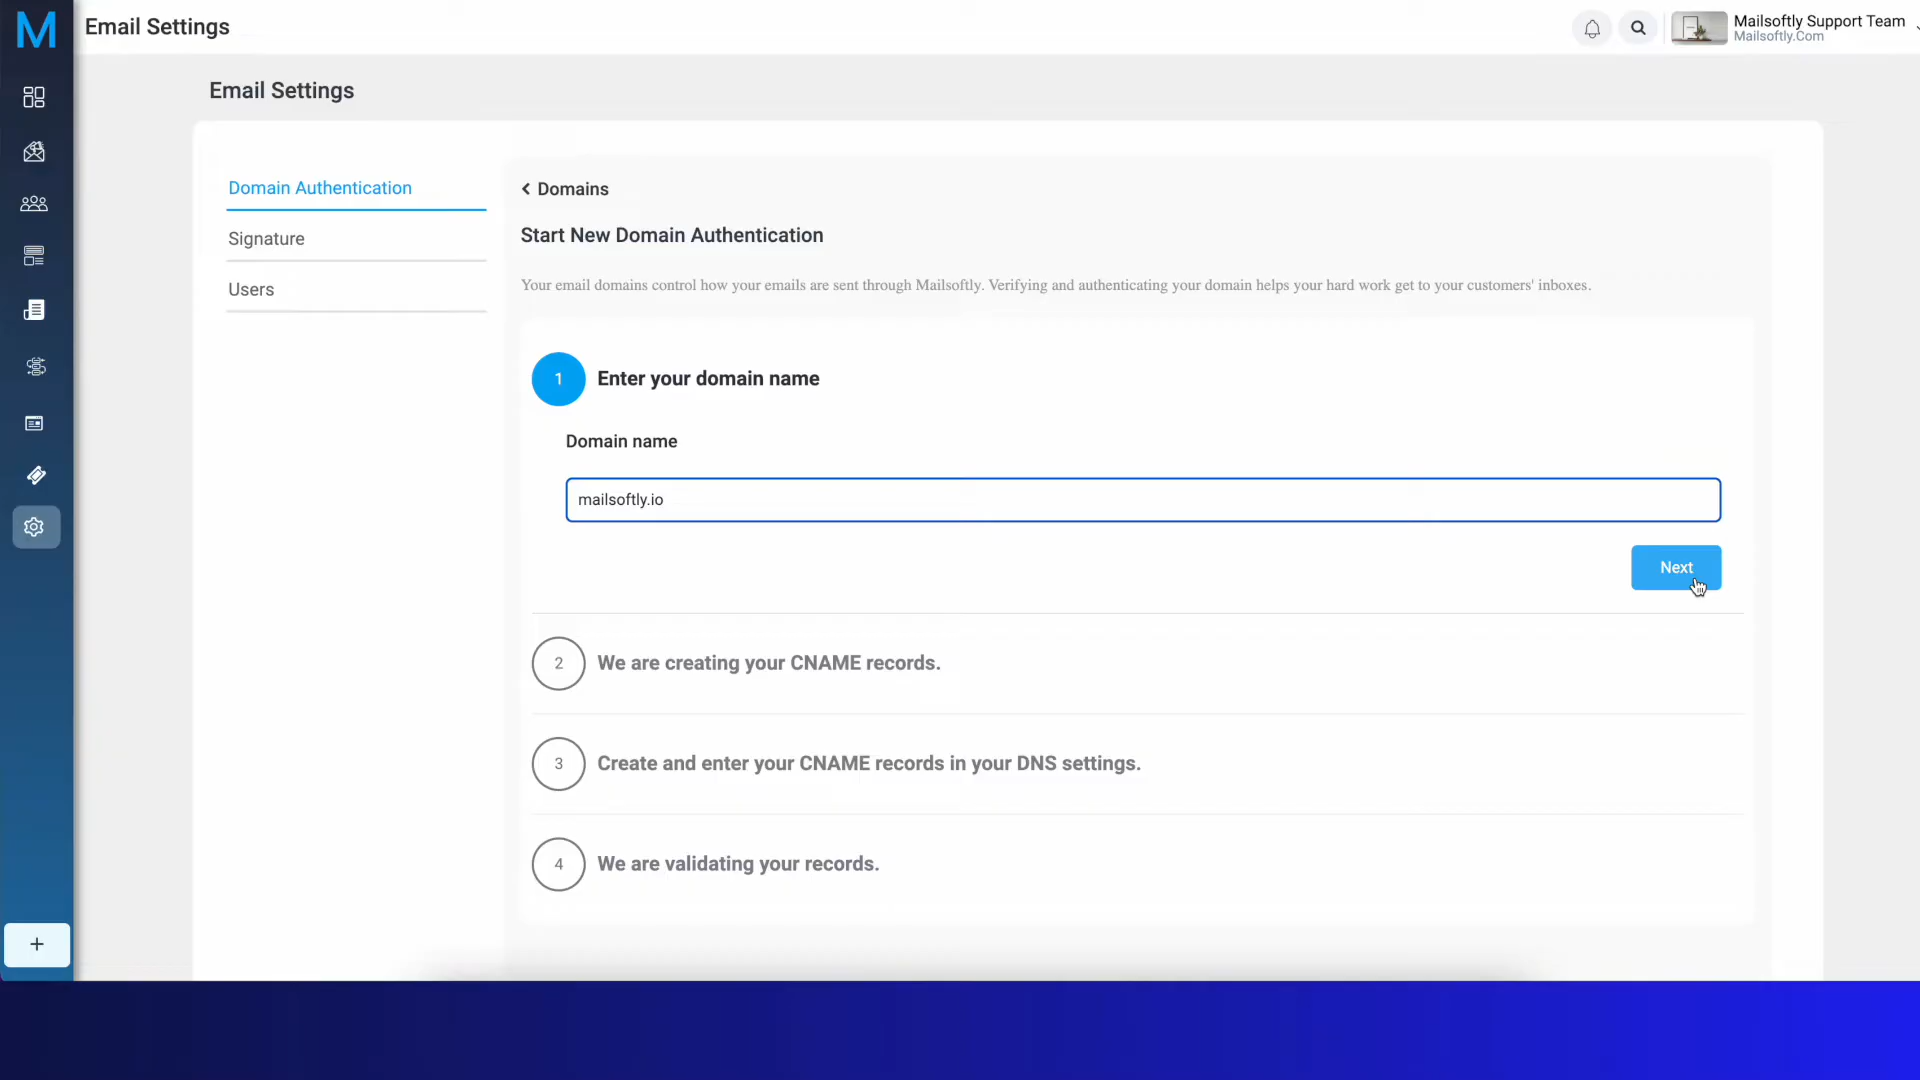 M
Email Settings
Mailsoftly Support Team
Mailsoftly.Com
Email Settings
Domain Authentication
Signature
Users
Domains
Start New Domain Authentication
Your email domains control how your emails are sent through Mailsoftly. Verifying and authenticating your domain helps your hard work get to your customers' inboxes.
1 Enter your domain name
Domain name
mailsoftly.io
Next
2 We are creating your CNAME records.
3 Create and enter your CNAME records in your DNS settings.
4 We are validating your records.
+